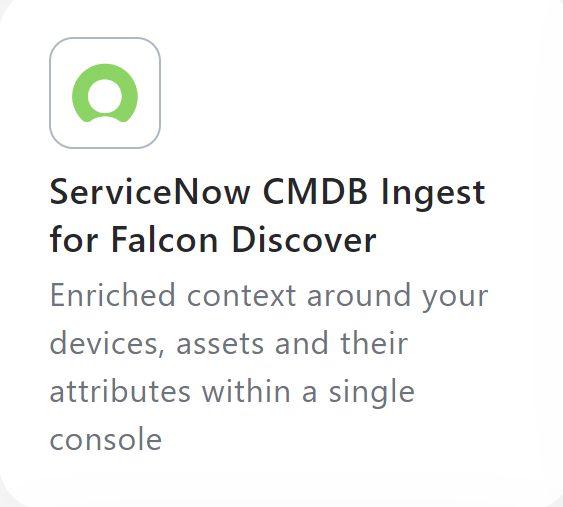 ServiceNow CMDB Ingest
for Falcon Discover
Enriched context around your
devices, assets and their
attributes within a single
console